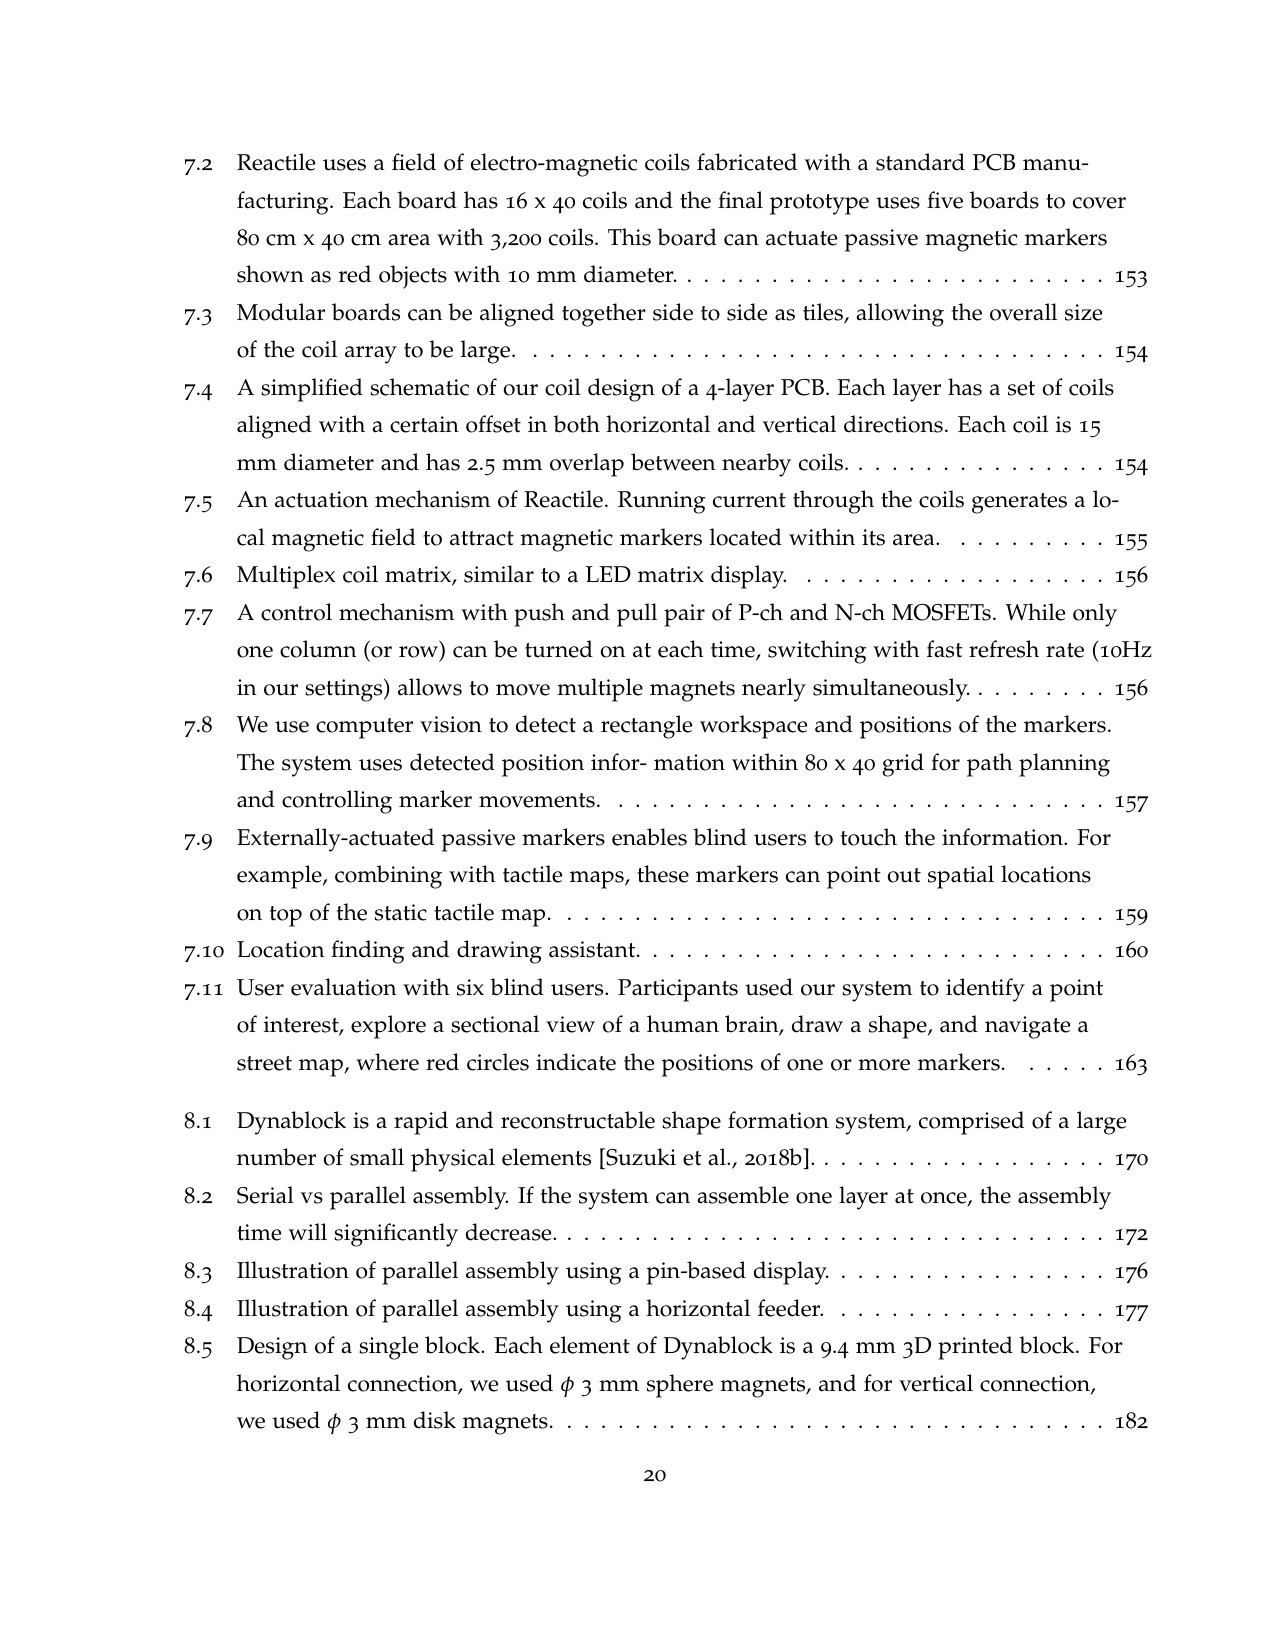 7.2 Reactile uses a field of electro-magnetic coils fabricated with a standard PCB manu-
facturing. Each board has 16 x 40 coils and the final prototype uses five boards to cover
80 cm x 40 cm area with 3,200 coils. This board can actuate passive magnetic markers
shown as red objects with 10 mm diameter. . . . . . . . . . . . . . . . . . . . . . . . . . 153
7.3 Modular boards can be aligned together side to side as tiles, allowing the overall size
of the coil array to be large. . . . . . . . . . . . . . . . . . . . . . . . . . . . . . . . . . . 154
7.4 A simplified schematic of our coil design of a 4-layer PCB. Each layer has a set of coils
aligned with a certain offset in both horizontal and vertical directions. Each coil is 15
mm diameter and has 2.5 mm overlap between nearby coils. . . . . . . . . . . . . . . . 154
7.5 An actuation mechanism of Reactile. Running current through the coils generates a lo-
cal magnetic field to attract magnetic markers located within its area. . . . . . . . . . 155
7.6 Multiplex coil matrix, similar to a LED matrix display. . . . . . . . . . . . . . . . . . . 156
7.7 A control mechanism with push and pull pair of P-ch and N-ch MOSFETs. While only
one column (or row) can be turned on at each time, switching with fast refresh rate (10Hz
in our settings) allows to move multiple magnets nearly simultaneously. . . . . . . . . 156
7.8 We use computer vision to detect a rectangle workspace and positions of the markers.
The system uses detected position infor- mation within 80 x 40 grid for path planning
and controlling marker movements. . . . . . . . . . . . . . . . . . . . . . . . . . . . . . 157
7.9 Externally-actuated passive markers enables blind users to touch the information. For
example, combining with tactile maps, these markers can point out spatial locations
on top of the static tactile map. . . . . . . . . . . . . . . . . . . . . . . . . . . . . . . . . 159
7.10 Location finding and drawing assistant. . . . . . . . . . . . . . . . . . . . . . . . . . . . 160
7.11 User evaluation with six blind users. Participants used our system to identify a point
of interest, explore a sectional view of a human brain, draw a shape, and navigate a
street map, where red circles indicate the positions of one or more markers. . . . . . 163
8.1 Dynablock is a rapid and reconstructable shape formation system, comprised of a large
number of small physical elements [Suzuki et al., 2018b]. . . . . . . . . . . . . . . . . . 170
8.2 Serial vs parallel assembly. If the system can assemble one layer at once, the assembly
time will significantly decrease. . . . . . . . . . . . . . . . . . . . . . . . . . . . . . . . . 172
8.3 Illustration of parallel assembly using a pin-based display. . . . . . . . . . . . . . . . . 176
8.4 Illustration of parallel assembly using a horizontal feeder. . . . . . . . . . . . . . . . . 177
8.5 Design of a single block. Each element of Dynablock is a 9.4 mm 3D printed block. For
horizontal connection, we used ϕ 3 mm sphere magnets, and for vertical connection,
we used ϕ 3 mm disk magnets. . . . . . . . . . . . . . . . . . . . . . . . . . . . . . . . . 182
20